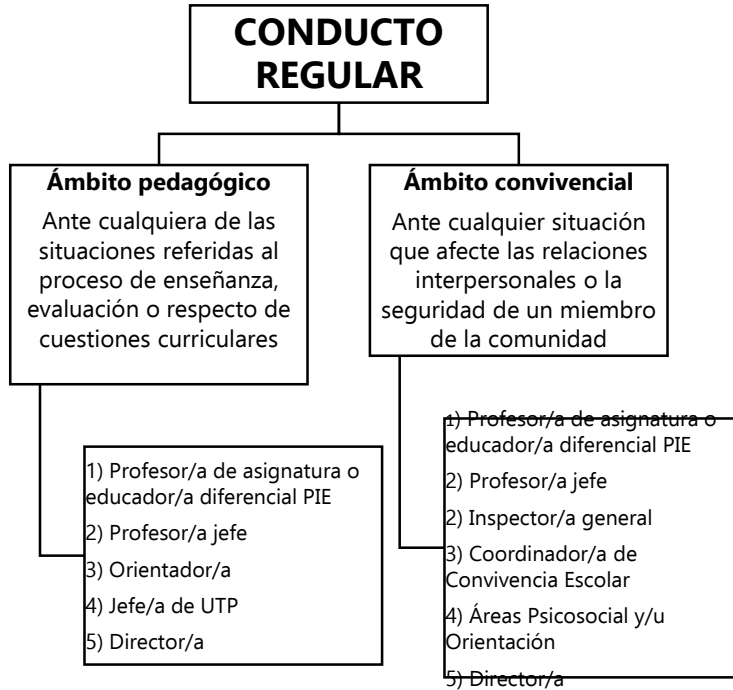 CONDUCTO
REGULAR
Ámbito pedagógico
Ante cualquiera de las
situaciones referidas al
proceso de enseñanza,
evaluación o respecto de
cuestiones curriculares
1) Profesor/a de asignatura o
educador/a diferencial PIE
2) Profesor/a jefe
3) Orientador/a
4) Jefe/a de UTP
5) Director/a
Ámbito convivencial
Ante cualquier situación
que afecte las relaciones
interpersonales o la
seguridad de un miembro
de la comunidad
1) Profesor/a de asignatura o
educador/a diferencial PIE
2) Profesor/a jefe
2) Inspector/a general
3) Coordinador/a de
Convivencia Escolar
4) Áreas Psicosocial y/u
Orientación
5) Director/a